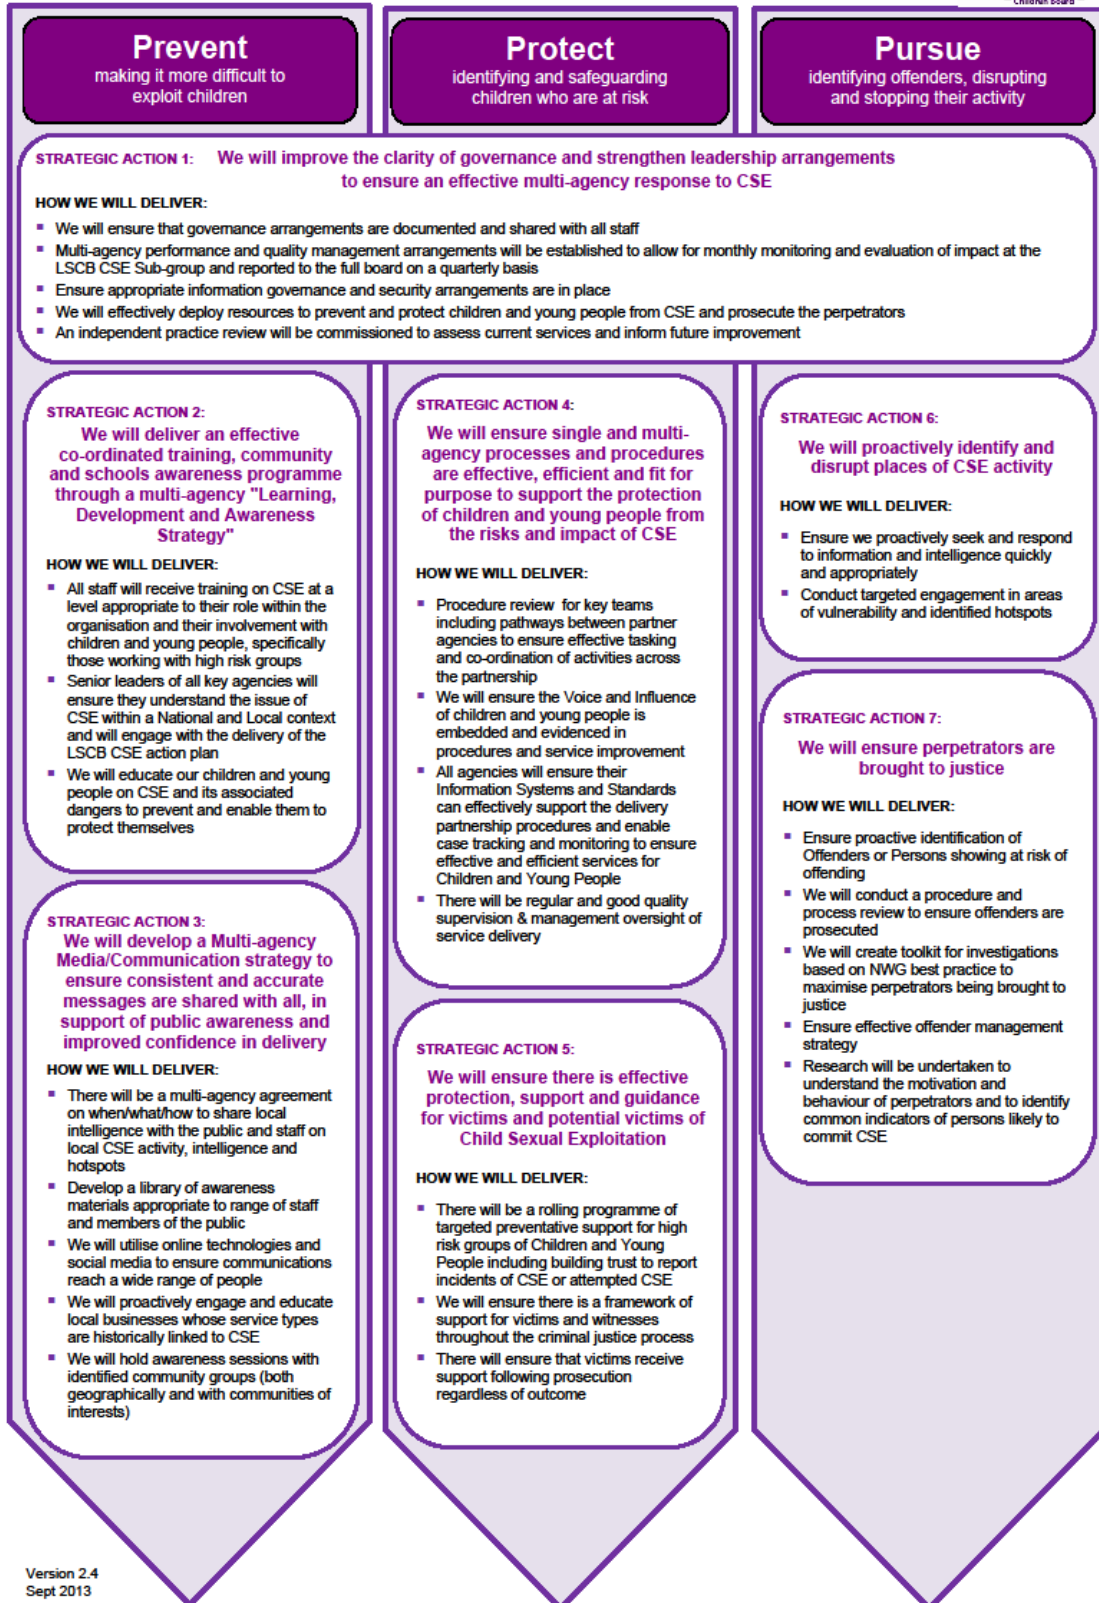 Children Board
Prevent
making it more difficult to
exploit children
Protect
identifying and safeguarding
children who are at risk
Pursue
identifying offenders, disrupting
and stopping their activity
STRATEGIC ACTION 1: We will improve the clarity of governance and strengthen leadership arrangements
to ensure an effective multi-agency response to CSE
HOW WE WILL DELIVER:
▪ We will ensure that governance arrangements are documented and shared with all staff
▪ Multi-agency performance and quality management arrangements will be established to allow for monthly monitoring and evaluation of impact at the
LSCB CSE Sub-group and reported to the full board on a quarterly basis
▪ Ensure appropriate information governance and security arrangements are in place
▪ We will effectively deploy resources to prevent and protect children and young people from CSE and prosecute the perpetrators
▪ An independent practice review will be commissioned to assess current services and inform future improvement
STRATEGIC ACTION 2:
We will deliver an effective
co-ordinated training, community
and schools awareness programme
through a multi-agency "Learning,
Development and Awareness
Strategy"
HOW WE WILL DELIVER:
▪ All staff will receive training on CSE at a
level appropriate to their role within the
organisation and their involvement with
children and young people, specifically
those working with high risk groups
▪ Senior leaders of all key agencies will
ensure they understand the issue of
CSE within a National and Local context
and will engage with the delivery of the
LSCB CSE action plan
▪ We will educate our children and young
people on CSE and its associated
dangers to prevent and enable them to
protect themselves
STRATEGIC ACTION 3:
We will develop a Multi-agency
Media/Communication strategy to
ensure consistent and accurate
messages are shared with all, in
support of public awareness and
improved confidence in delivery
HOW WE WILL DELIVER:
▪ There will be a multi-agency agreement
on when/what/how to share local
intelligence with the public and staff on
local CSE activity, intelligence and
hotspots
▪ Develop a library of awareness
materials appropriate to range of staff
and members of the public
▪ We will utilise online technologies and
social media to ensure communications
reach a wide range of people
▪ We will proactively engage and educate
local businesses whose service types
are historically linked to CSE
▪ We will hold awareness sessions with
identified community groups (both
geographically and with communities of
interests)
STRATEGIC ACTION 4:
We will ensure single and multi-
agency processes and procedures
are effective, efficient and fit for
purpose to support the protection
of children and young people from
the risks and impact of CSE
HOW WE WILL DELIVER:
▪ Procedure review for key teams
including pathways between partner
agencies to ensure effective tasking
and co-ordination of activities across
the partnership
▪ We will ensure the Voice and Influence
of children and young people is
embedded and evidenced in
procedures and service improvement
▪ All agencies will ensure their
Information Systems and Standards
can effectively support the delivery
partnership procedures and enable
case tracking and monitoring to ensure
effective and efficient services for
Children and Young People
▪ There will be regular and good quality
supervision & management oversight of
service delivery
STRATEGIC ACTION 5:
We will ensure there is effective
protection, support and guidance
for victims and potential victims of
Child Sexual Exploitation
HOW WE WILL DELIVER:
▪ There will be a rolling programme of
targeted preventative support for high
risk groups of Children and Young
People including building trust to report
incidents of CSE or attempted CSE
▪ We will ensure there is a framework of
support for victims and witnesses
throughout the criminal justice process
▪ There will ensure that victims receive
support following prosecution
regardless of outcome
STRATEGIC ACTION 6:
We will proactively identify and
disrupt places of CSE activity
HOW WE WILL DELIVER:
▪ Ensure we proactively seek and respond
to information and intelligence quickly
and appropriately
▪ Conduct targeted engagement in areas
of vulnerability and identified hotspots
STRATEGIC ACTION 7:
We will ensure perpetrators are
brought to justice
HOW WE WILL DELIVER:
▪ Ensure proactive identification of
Offenders or Persons showing at risk of
offending
▪ We will conduct a procedure and
process review to ensure offenders are
prosecuted
▪ We will create toolkit for investigations
based on NWG best practice to
maximise perpetrators being brought to
justice
▪ Ensure effective offender management
strategy
▪ Research will be undertaken to
understand the motivation and
behaviour of perpetrators and to identify
common indicators of persons likely to
commit CSE
Version 2.4
Sept 2013